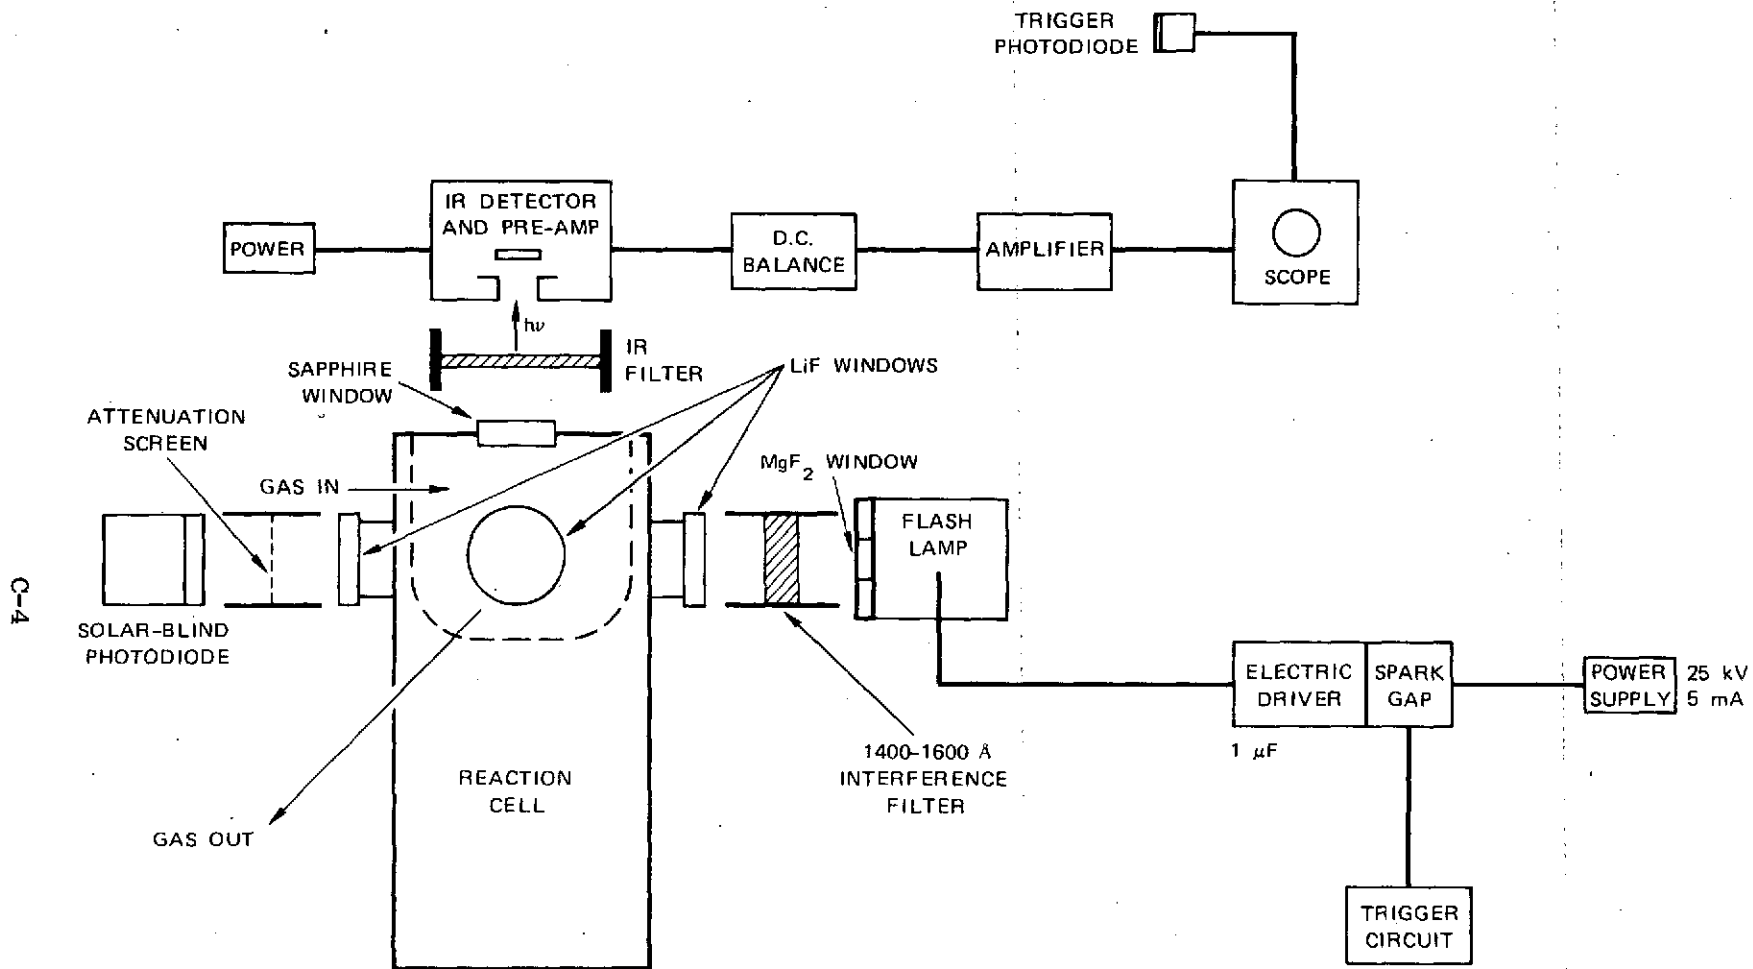 TRIGGER
PHOTODIODE
IR DETECTOR
AND PRE-AMP
POWER
D.C.
BALANCE
AMPLIFIER
SCOPE
hν
IR
FILTER
SAPPHIRE
WINDOW
LiF WINDOWS
ATTENUATION
SCREEN
GAS IN
MgF₂ WINDOW
FLASH
LAMP
SOLAR-BLIND
PHOTODIODE
ELECTRIC
DRIVER
SPARK
GAP
POWER
SUPPLY
25 kV
5 mA
1 μF
1400-1600 Å
INTERFERENCE
FILTER
REACTION
CELL
GAS OUT
TRIGGER
CIRCUIT
C-4